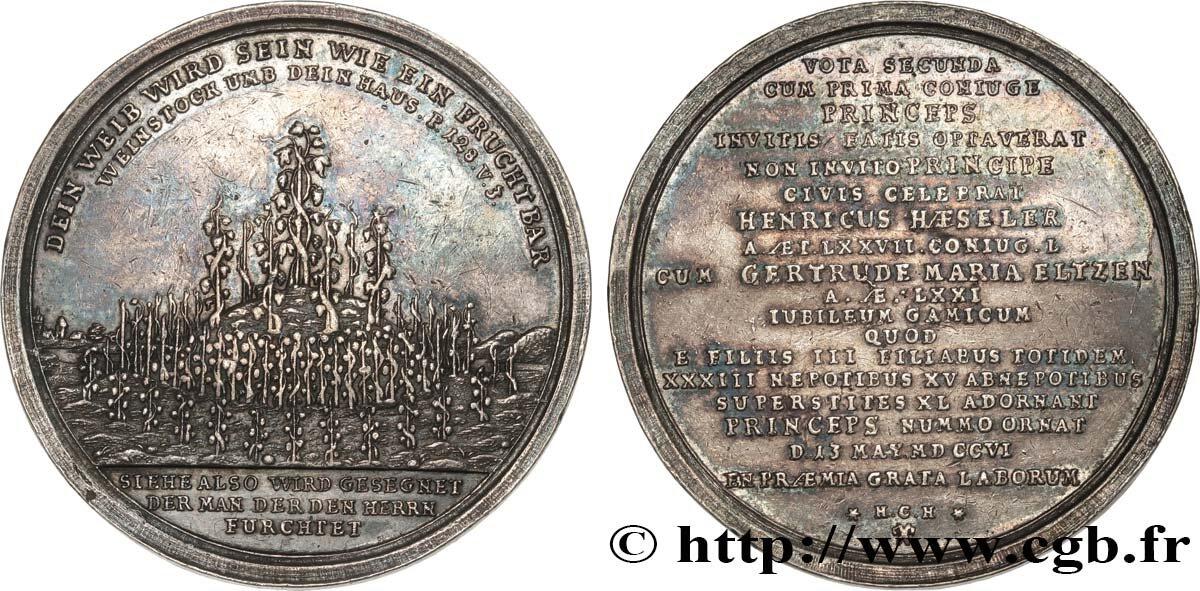 DEIN WEIB WIRD SEIN WIE EIN FRUCHTBAR
WEINSTOCK UMB DEIN HAUS. P. 128 V. 3
SIEHE ALSO WIRD GESEGNET
DER MAN DER DEN HERRN
FURCHTET
VOTA SECUNDA
CUM PRIMA CONIUGE
PRINCEPS
INVITIS FATIS OPTAVERAT
NON INVITO PRINCIPE
CIVIS CELEBRAT
HENRICUS HÆSELER
A. ÆT. LXXVII. CONIUG. L
CUM GERTRUDE MARIA ELTZEN
A. Æ. LXXI
IUBILEUM GAMICUM
QUOD
E FILIIS III FILIABUS TOTIDEM
XXXIII NEPOTIBUS XV ABNEPOTIBUS
SUPERSTITES XL ADORNANT
PRINCEPS NUMMO ORNAT
D. 13 MAY. MDCCVI
EN PRÆMIA GRATA LABORUM
* H. C. H *
© http://www.cgb.fr